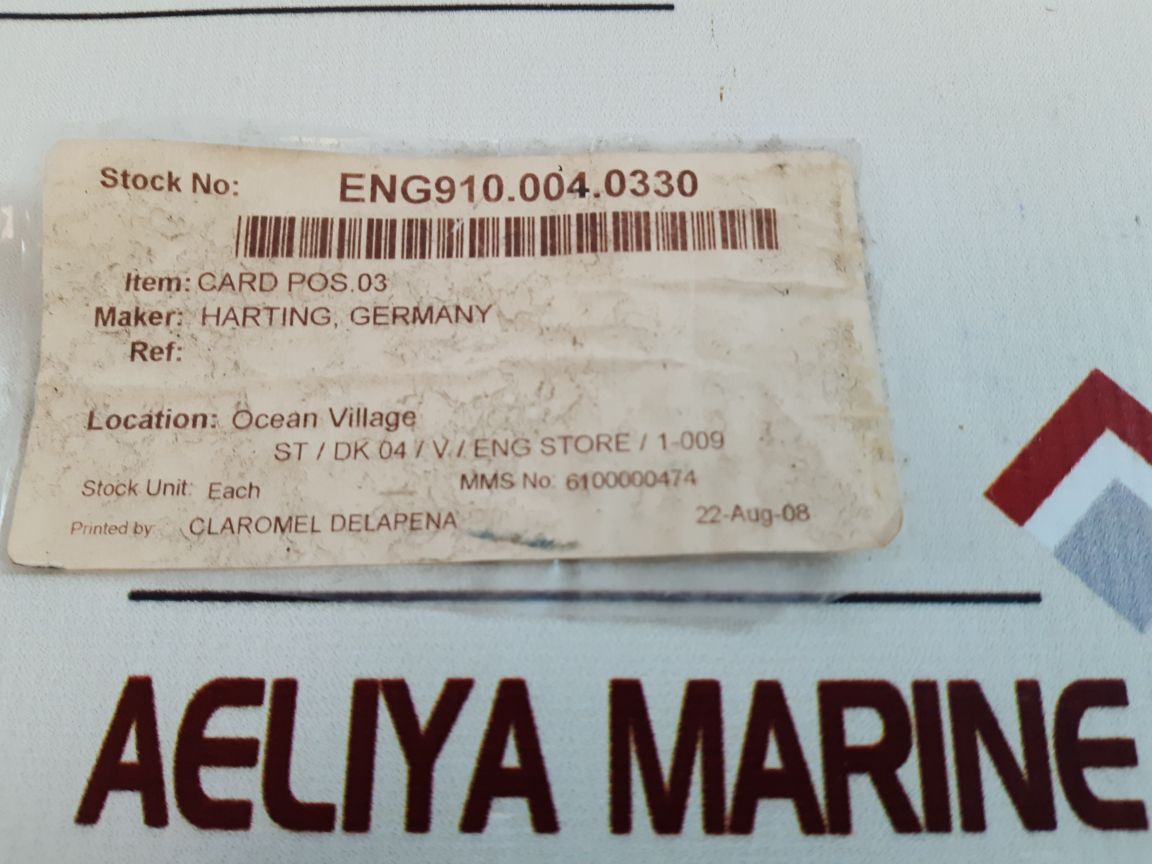 Stock No: ENG910.004.0330
Item: CARD POS.03
Maker: HARTING, GERMANY
Ref:
Location: Ocean Village
ST / DK 04 / V / ENG STORE / 1-009
Stock Unit: Each MMS No: 6100000474
Printed by: CLAROMEL DELAPENA 22-Aug-08
AELIYA MARINE